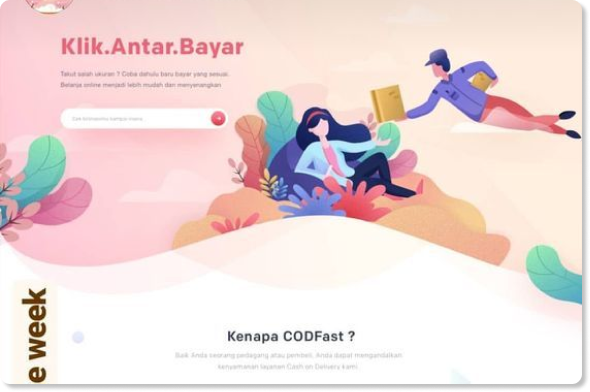 Klik.Antar.Bayar
Takut salah ukuran ? Coba dahulu baru bayar yang sesuai.
Belanja online menjadi lebih mudah dan menyenangkan
Kenapa CODFast ?
Baik Anda seorang pedagang atau pembeli, Anda dapat mengandalkan
kenyamanan layanan Cash on Delivery kami
e week